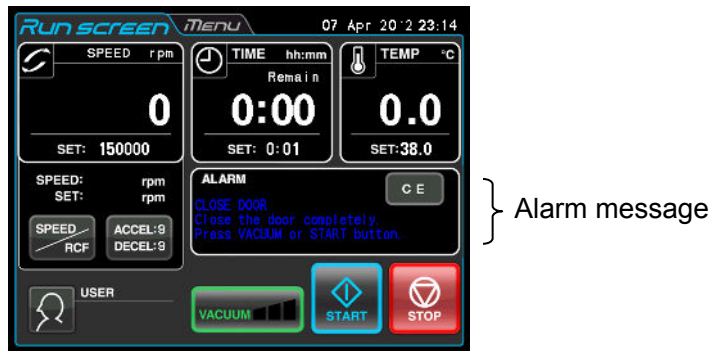 Run screen Menu 07 Apr 20'12 23:14
SPEED rpm
0
SET: 150000
TIME hh:mm
Remain
0:00
SET: 0:01
TEMP °C
0.0
SET:38.0
SPEED: rpm
SET: rpm
SPEED/RCF
ACCEL:9
DECEL:9
ALARM
CE
CLOSE DOOR
Close the door completely.
Press VACUUM or START button.
Alarm message
USER
VACUUM
START
STOP